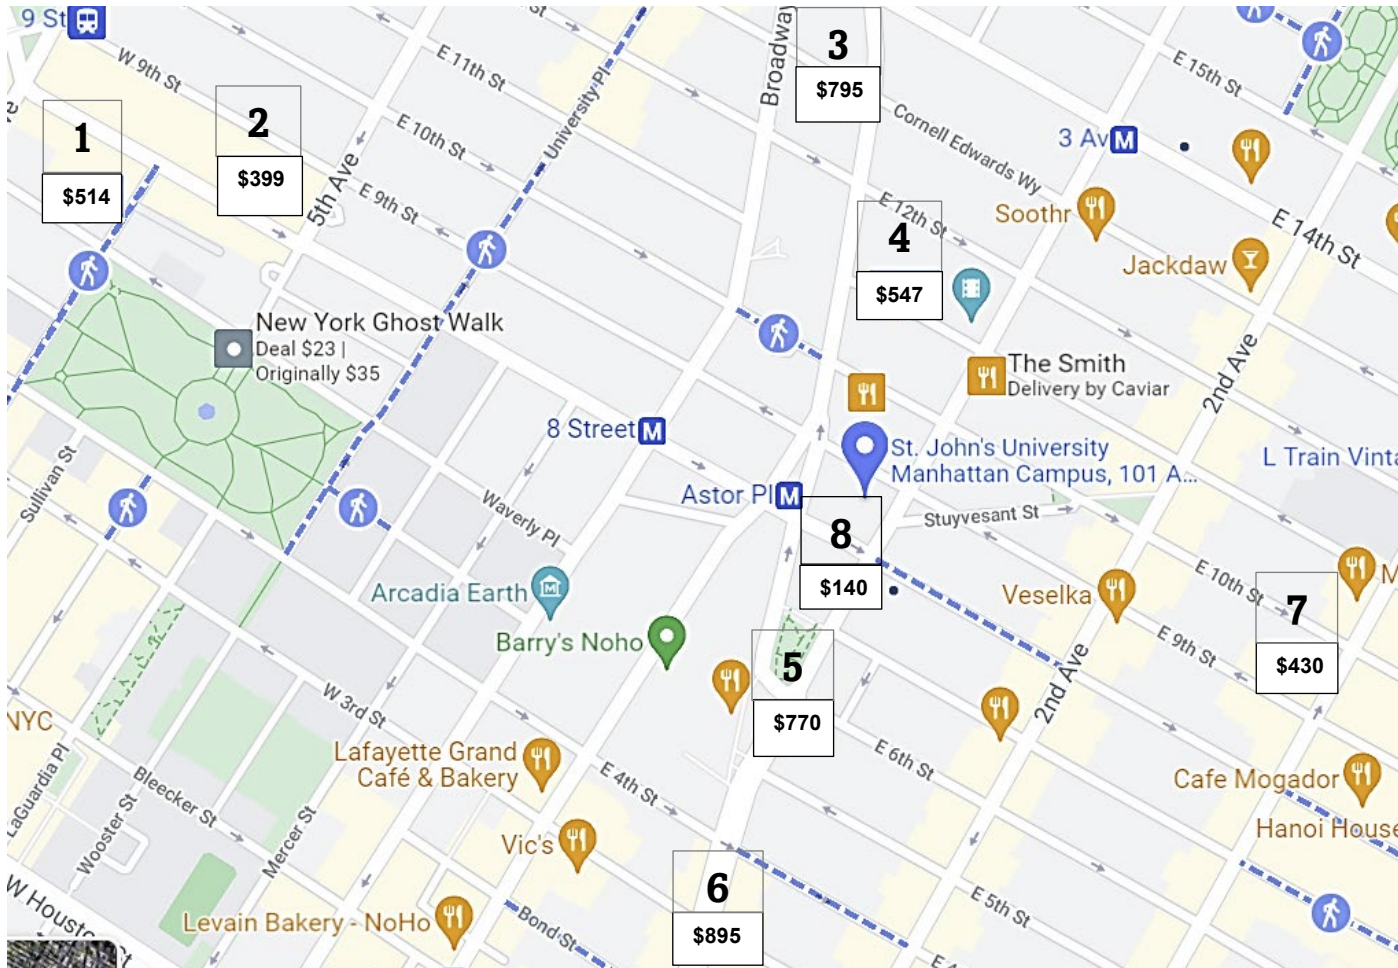 9 St
W 9th St
1
$514
2
$399
E 11th St
E 10th St
E 9th St
5th Ave
University Pl
Broadway
3
$795
Cornell Edwards Wy
3 Av M
E 15th St
E 14th St
Soothr
Jackdaw
E 12th St
4
$547
New York Ghost Walk
Deal $23 |
Originally $35
The Smith
Delivery by Caviar
2nd Ave
8 Street M
St. John's University
Manhattan Campus, 101 A...
L Train Vinta
Astor Pl M
Sullivan St
Waverly Pl
Stuyvesant St
8
$140
Arcadia Earth
M
Veselka
E 10th St
7
$430
M
Barry's Noho
5
$770
E 9th St
2nd Ave
NYC
W 3rd St
Lafayette Grand
Café & Bakery
E 6th St
Cafe Mogador
Hanoi House
LaGuardia Pl
Bleecker St
Wooster St
Mercer St
E 4th St
Vic's
6
$895
E 5th St
W Houston St
Levain Bakery - NoHo
Bond St